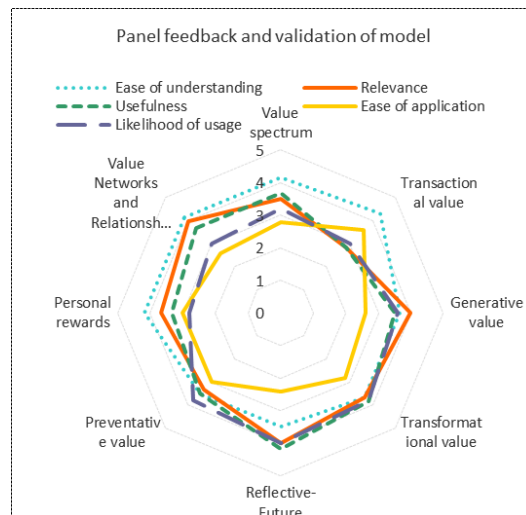 Panel feedback and validation of model
Ease of understanding
Relevance
Usefulness
Ease of application
Likelihood of usage
Value
spectrum
Transaction
al value
Generative
value
Transformat
ional value
Reflective-
Future
Preventativ
e value
Personal
rewards
Value
Networks
and
Relationsh...
5
4
3
2
1
0